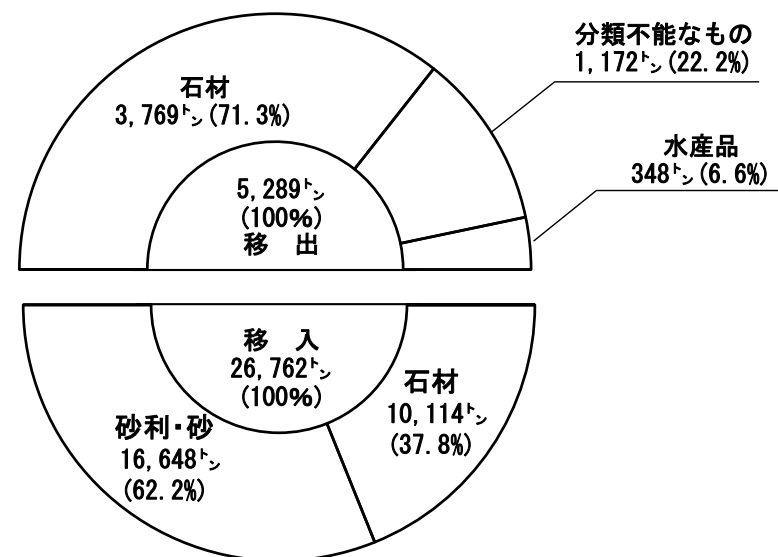 分類不能なもの
1,172㌧(22.2%)
石材
3,769㌧(71.3%)
水産品
348㌧(6.6%)
5,289㌧
(100%)
移　出
移　入
26,762㌧
(100%)
石材
10,114㌧
(37.8%)
砂利・砂
16,648㌧
(62.2%)